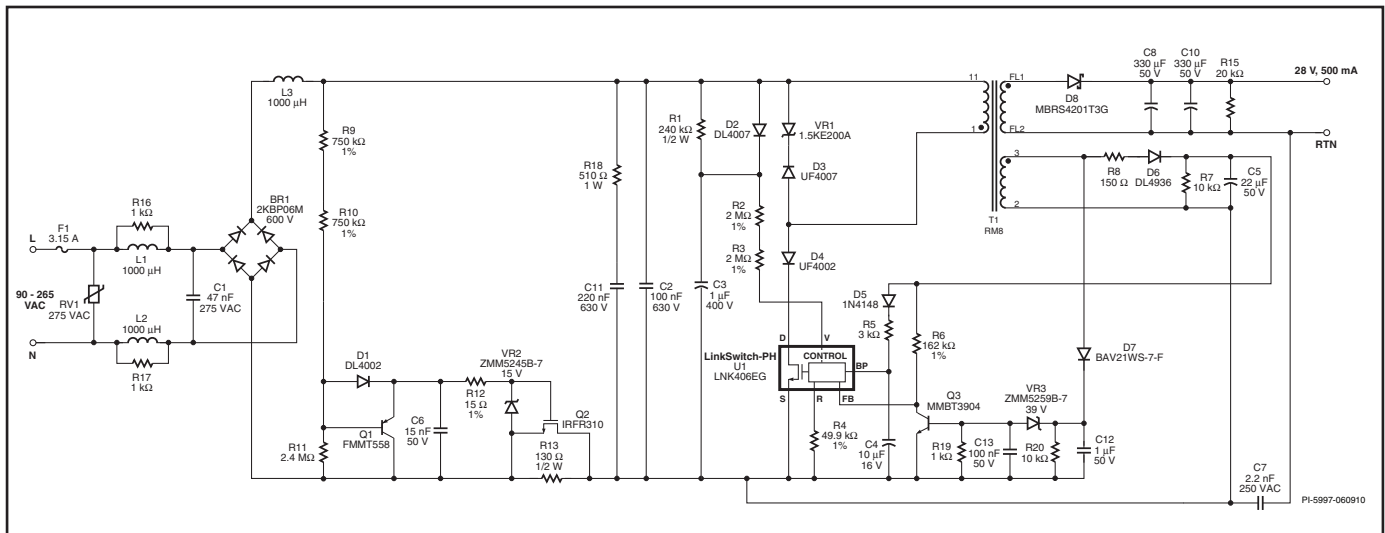 L3
1000 μH
R9
750 kΩ
1%
R10
750 kΩ
1%
R11
2.4 MΩ
BR1
2KBP06M
600 V
R16
1 kΩ
F1
3.15 A
L
L1
1000 μH
90 - 265
VAC
RV1
275 VAC
C1
47 nF
275 VAC
L2
1000 μH
N
R17
1 kΩ
D1
DL4002
Q1
FMMT558
C6
15 nF
50 V
R12
15 Ω
1%
VR2
ZMM5245B-7
15 V
Q2
IRFR310
R13
130 Ω
1/2 W
R18
510 Ω
1 W
C11
220 nF
630 V
C2
100 nF
630 V
R1
240 kΩ
1/2 W
C3
1 μF
400 V
D2
DL4007
R2
2 MΩ
1%
R3
2 MΩ
1%
VR1
1.5KE200A
D3
UF4007
D4
UF4002
D
V
LinkSwitch-PH
U1
LNK406EG
CONTROL
BP
S
R
FB
R4
49.9 kΩ
1%
D5
1N4148
R5
3 kΩ
C4
10 μF
16 V
R6
162 kΩ
1%
Q3
MMBT3904
R19
1 kΩ
C13
100 nF
50 V
VR3
ZMM5259B-7
39 V
R20
10 kΩ
C12
1 μF
50 V
D7
BAV21WS-7-F
11
1
FL1
FL2
3
2
T1
RM8
D8
MBRS4201T3G
C8
330 μF
50 V
C10
330 μF
50 V
R15
20 kΩ
28 V, 500 mA
RTN
R8
150 Ω
D6
DL4936
R7
10 kΩ
C5
22 μF
50 V
C7
2.2 nF
250 VAC
PI-5997-060910